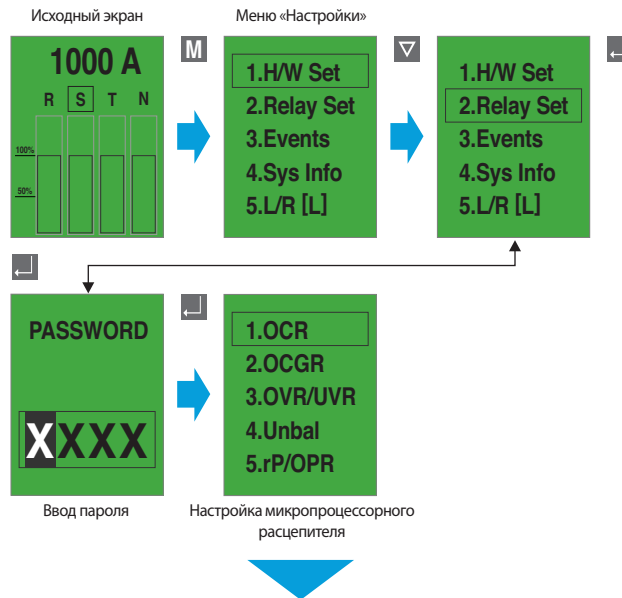 Исходный экран
Меню «Настройки»
1000 A
R S T N
100%
50%
M
1.H/W Set
2.Relay Set
3.Events
4.Sys Info
5.L/R [L]
1.H/W Set
2.Relay Set
3.Events
4.Sys Info
5.L/R [L]
PASSWORD
XXXX
Ввод пароля
1.OCR
2.OCGR
3.OVR/UVR
4.Unbal
5.rP/OPR
Настройка микропроцессорного
расцепителя